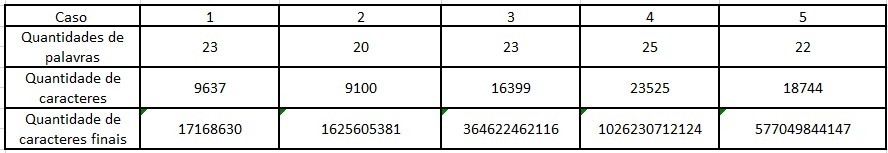 Caso 1 2 3 4 5
Quantidades de
palavras 23 20 23 25 22
Quantidade de
caracteres 9637 9100 16399 23525 18744
Quantidade de
caracteres finais 17168630 1625605381 364622462116 1026230712124 577049844147